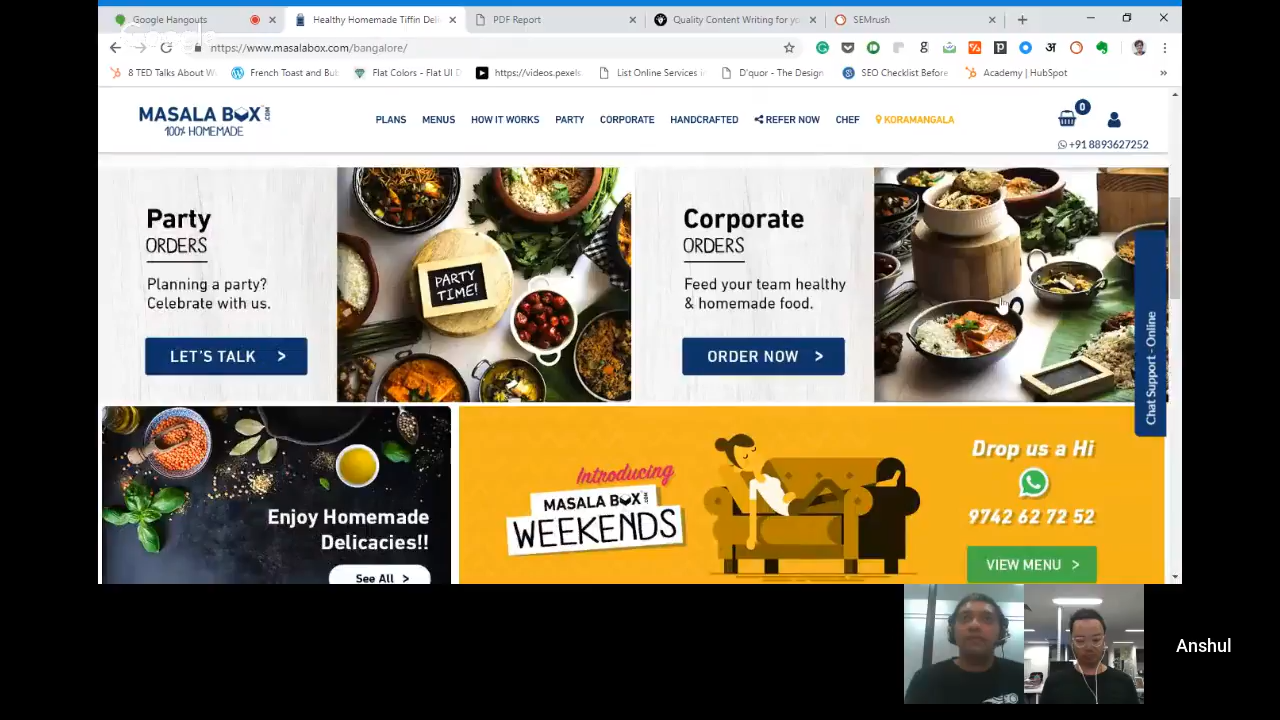 Google Hangouts
Healthy Homemade Tiffin Deli
PDF Report
Quality Content Writing for yo
SEMrush
Google
https://www.masalabox.com/bangalore/
8 TED Talks About W
French Toast and Bub
Flat Colors - Flat UI D
https://videos.pexels
List Online Services i
D'quor - The Design
SEO Checklist Before
Academy | HubSpot
MASALA BOX .COM
100% HOMEMADE
PLANS
MENUS
HOW IT WORKS
PARTY
CORPORATE
HANDCRAFTED
REFER NOW
CHEF
KORAMANGALA
0
+91 8893627252
Party
ORDERS
Planning a party?
Celebrate with us.
LET'S TALK >
PARTY
TIME!
Corporate
ORDERS
Feed your team healthy
& homemade food.
ORDER NOW >
Chat Support - Online
Enjoy Homemade
Delicacies!!
See All >
Introducing
MASALA BOX .COM
WEEKENDS
Drop us a Hi
9742 62 72 52
VIEW MENU >
Anshul